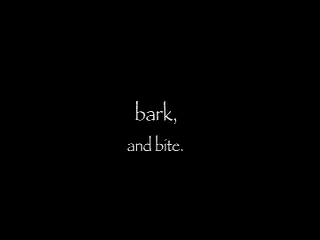 bark,
and bite.